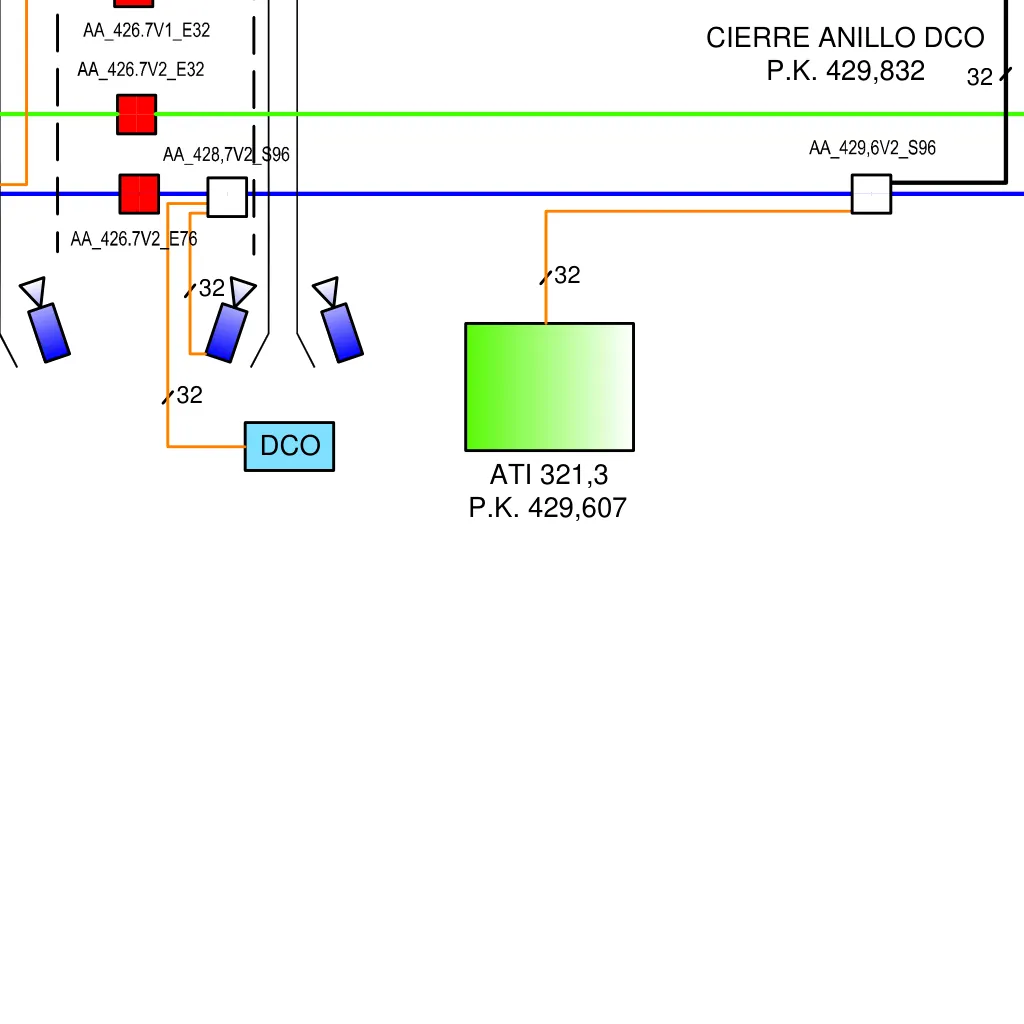 AA_426.7V1_E32
CIERRE ANILLO DCO
P.K. 429,832
32
AA_426.7V2_E32
AA_428,7V2_S96
AA_429,6V2_S96
AA_426.7V2_E76
32
32
32
DCO
ATI 321,3
P.K. 429,607